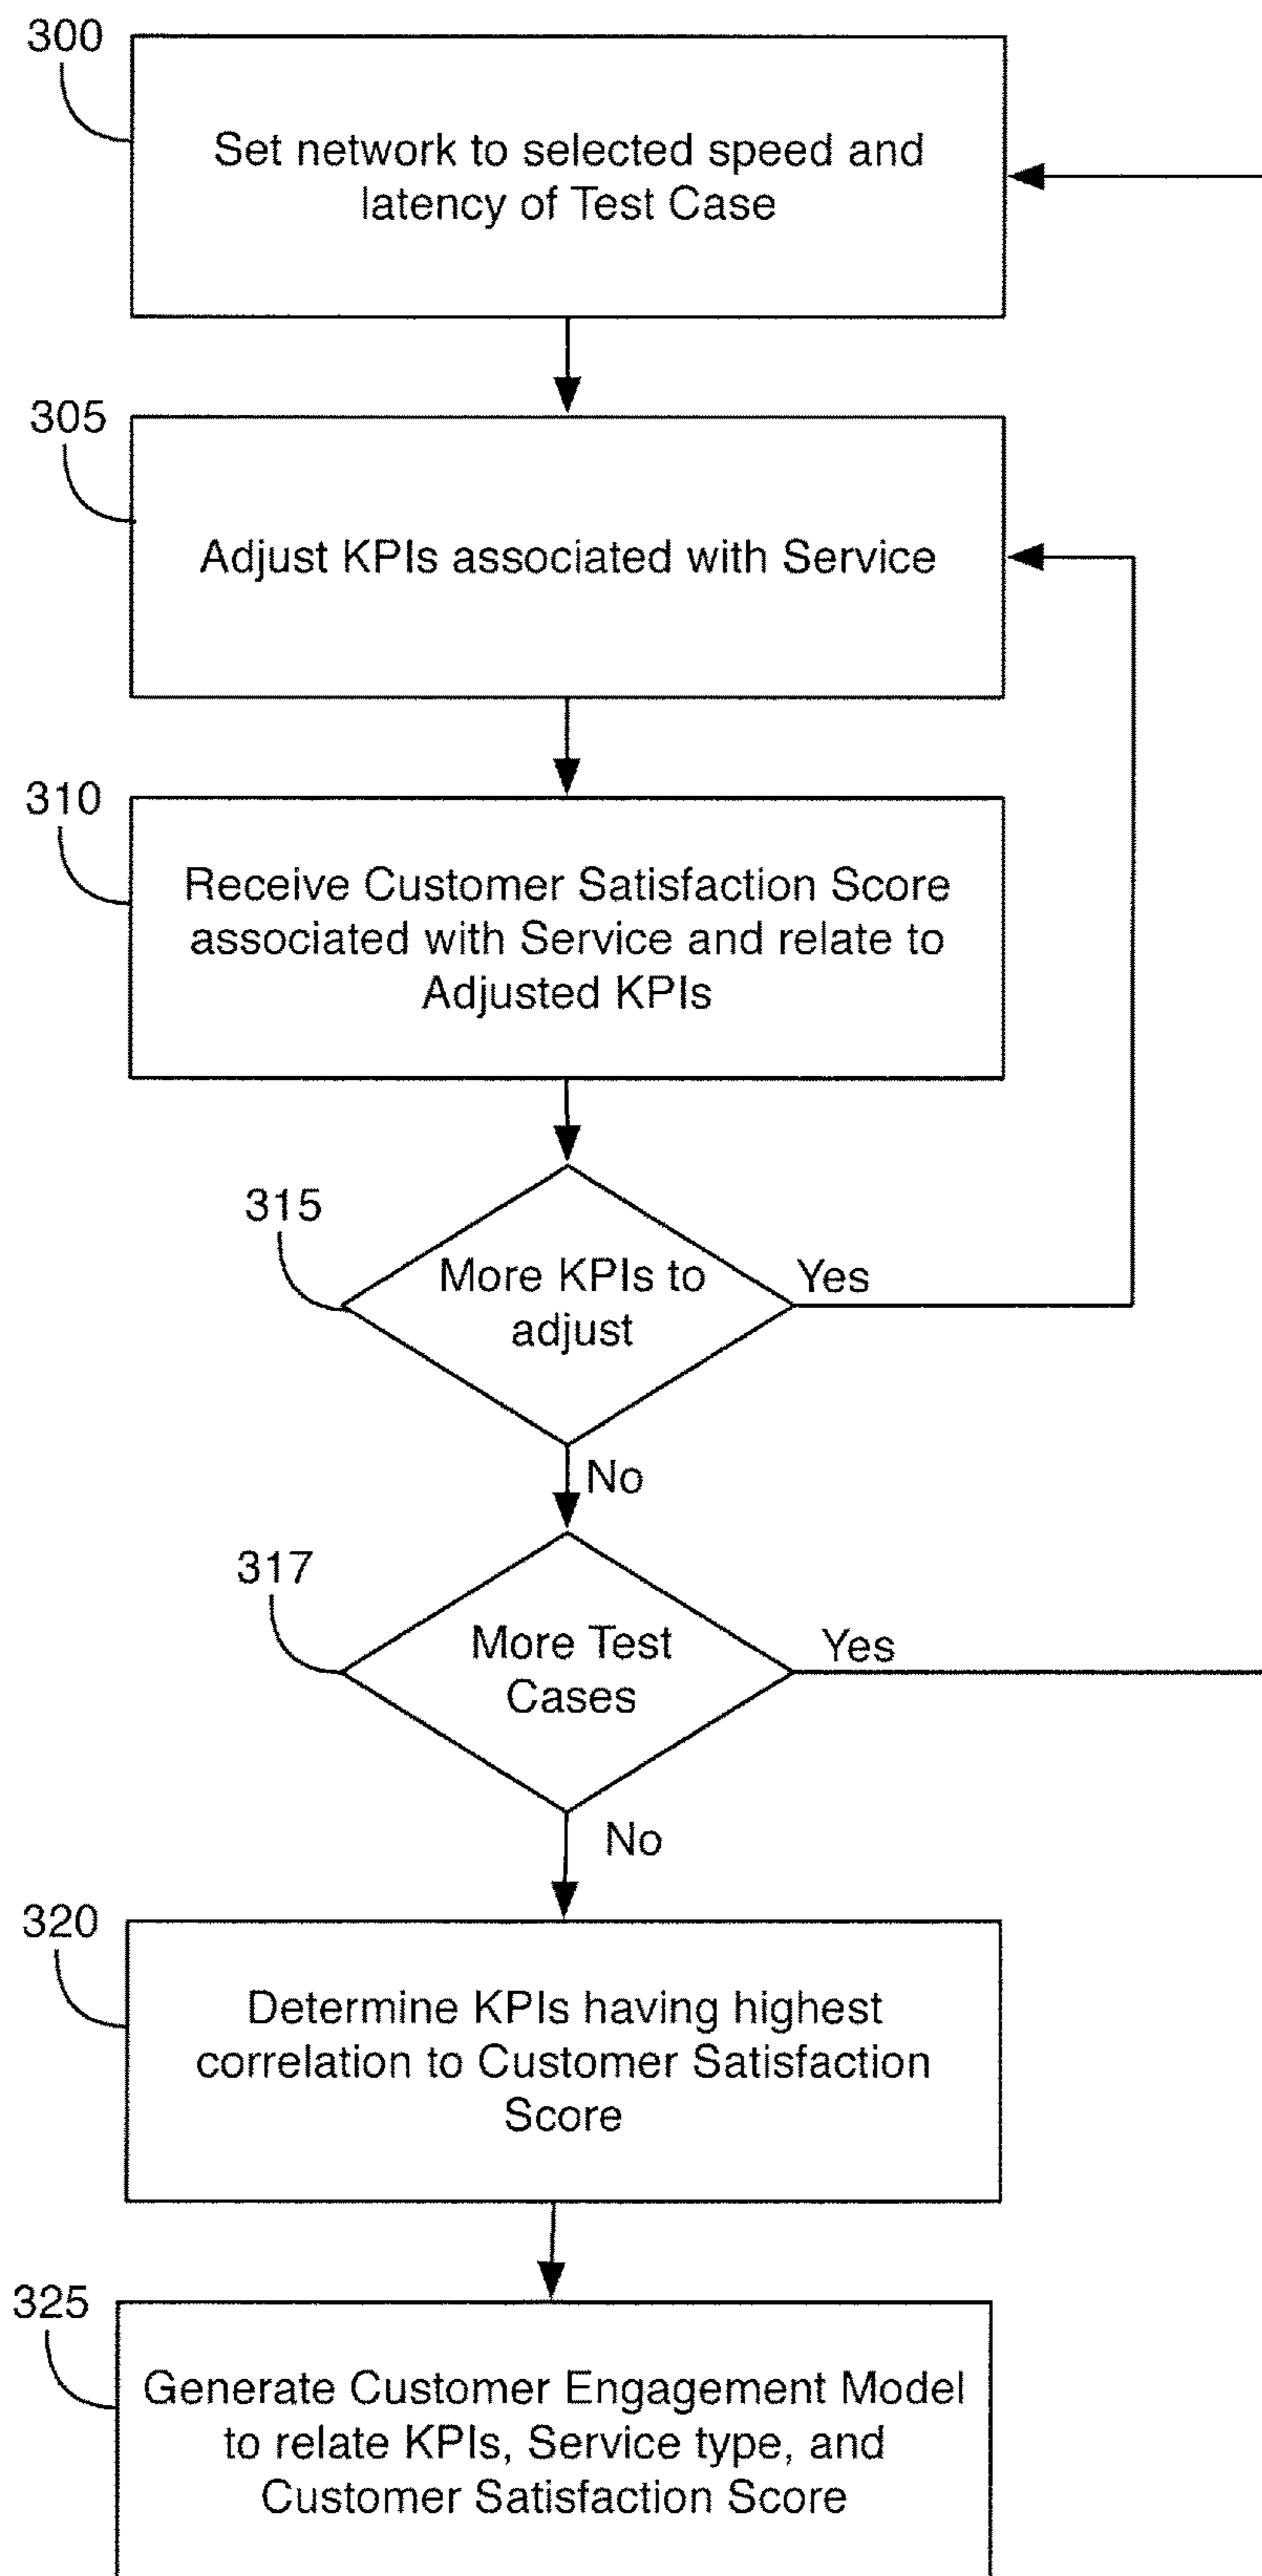 300
Set network to selected speed and
latency of Test Case
305
Adjust KPIs associated with Service
310
Receive Customer Satisfaction Score
associated with Service and relate to
Adjusted KPIs
315
More KPIs to
adjust
Yes
No
317
More Test
Cases
Yes
No
320
Determine KPIs having highest
correlation to Customer Satisfaction
Score
325
Generate Customer Engagement Model
to relate KPIs, Service type, and
Customer Satisfaction Score